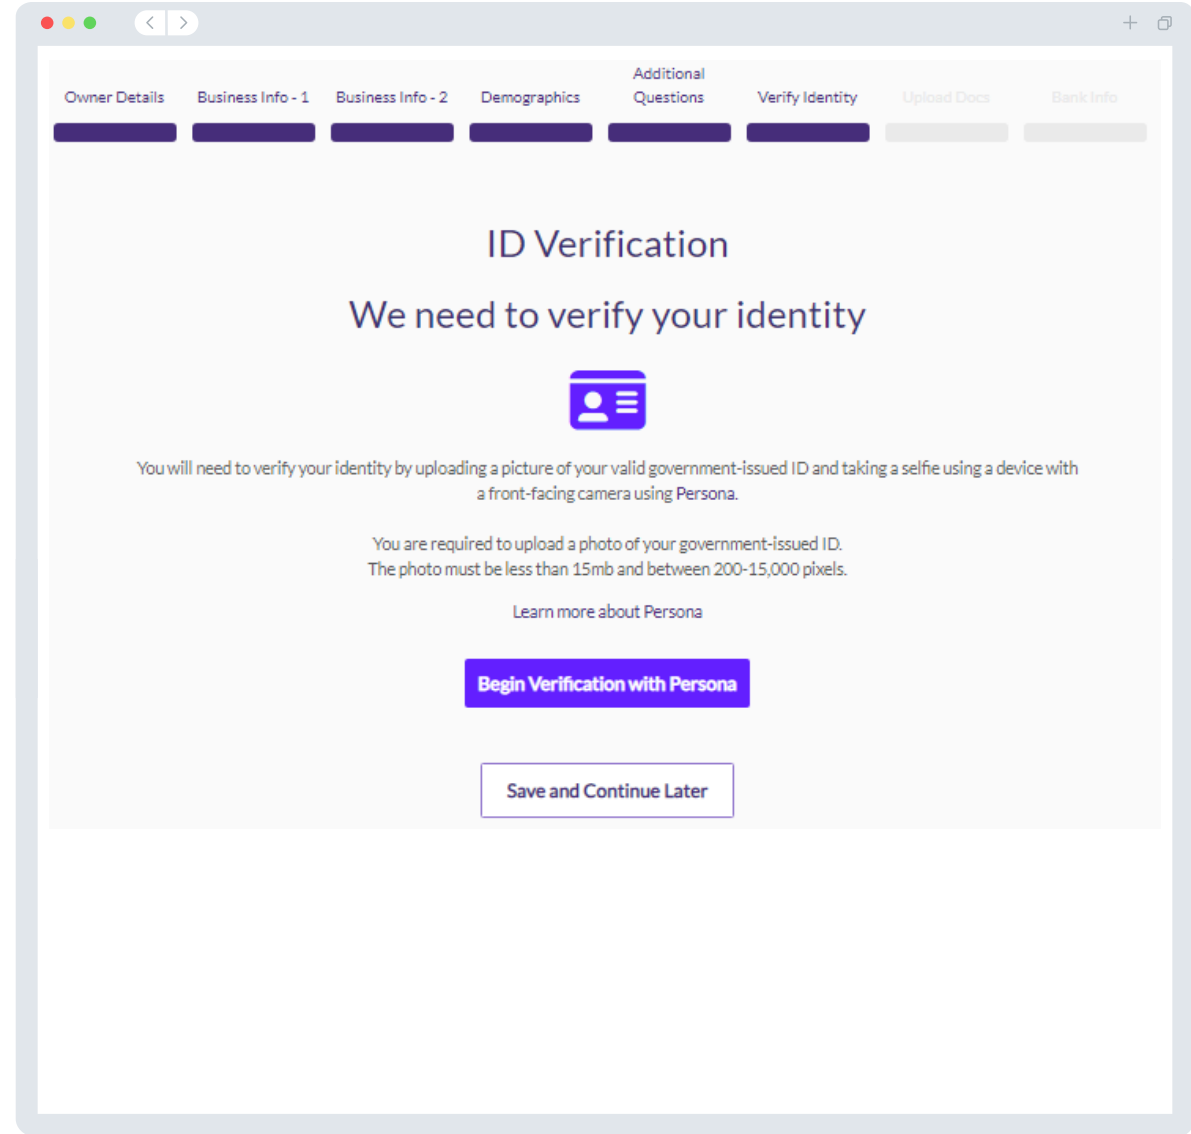 Owner Details
Business Info - 1
Business Info - 2
Demographics
Additional
Questions
Verify Identity
Upload Docs
Bank Info
ID Verification
We need to verify your identity
You will need to verify your identity by uploading a picture of your valid government-issued ID and taking a selfie using a device with
a front-facing camera using Persona.
You are required to upload a photo of your government-issued ID.
The photo must be less than 15mb and between 200-15,000 pixels.
Learn more about Persona
Begin Verification with Persona
Save and Continue Later